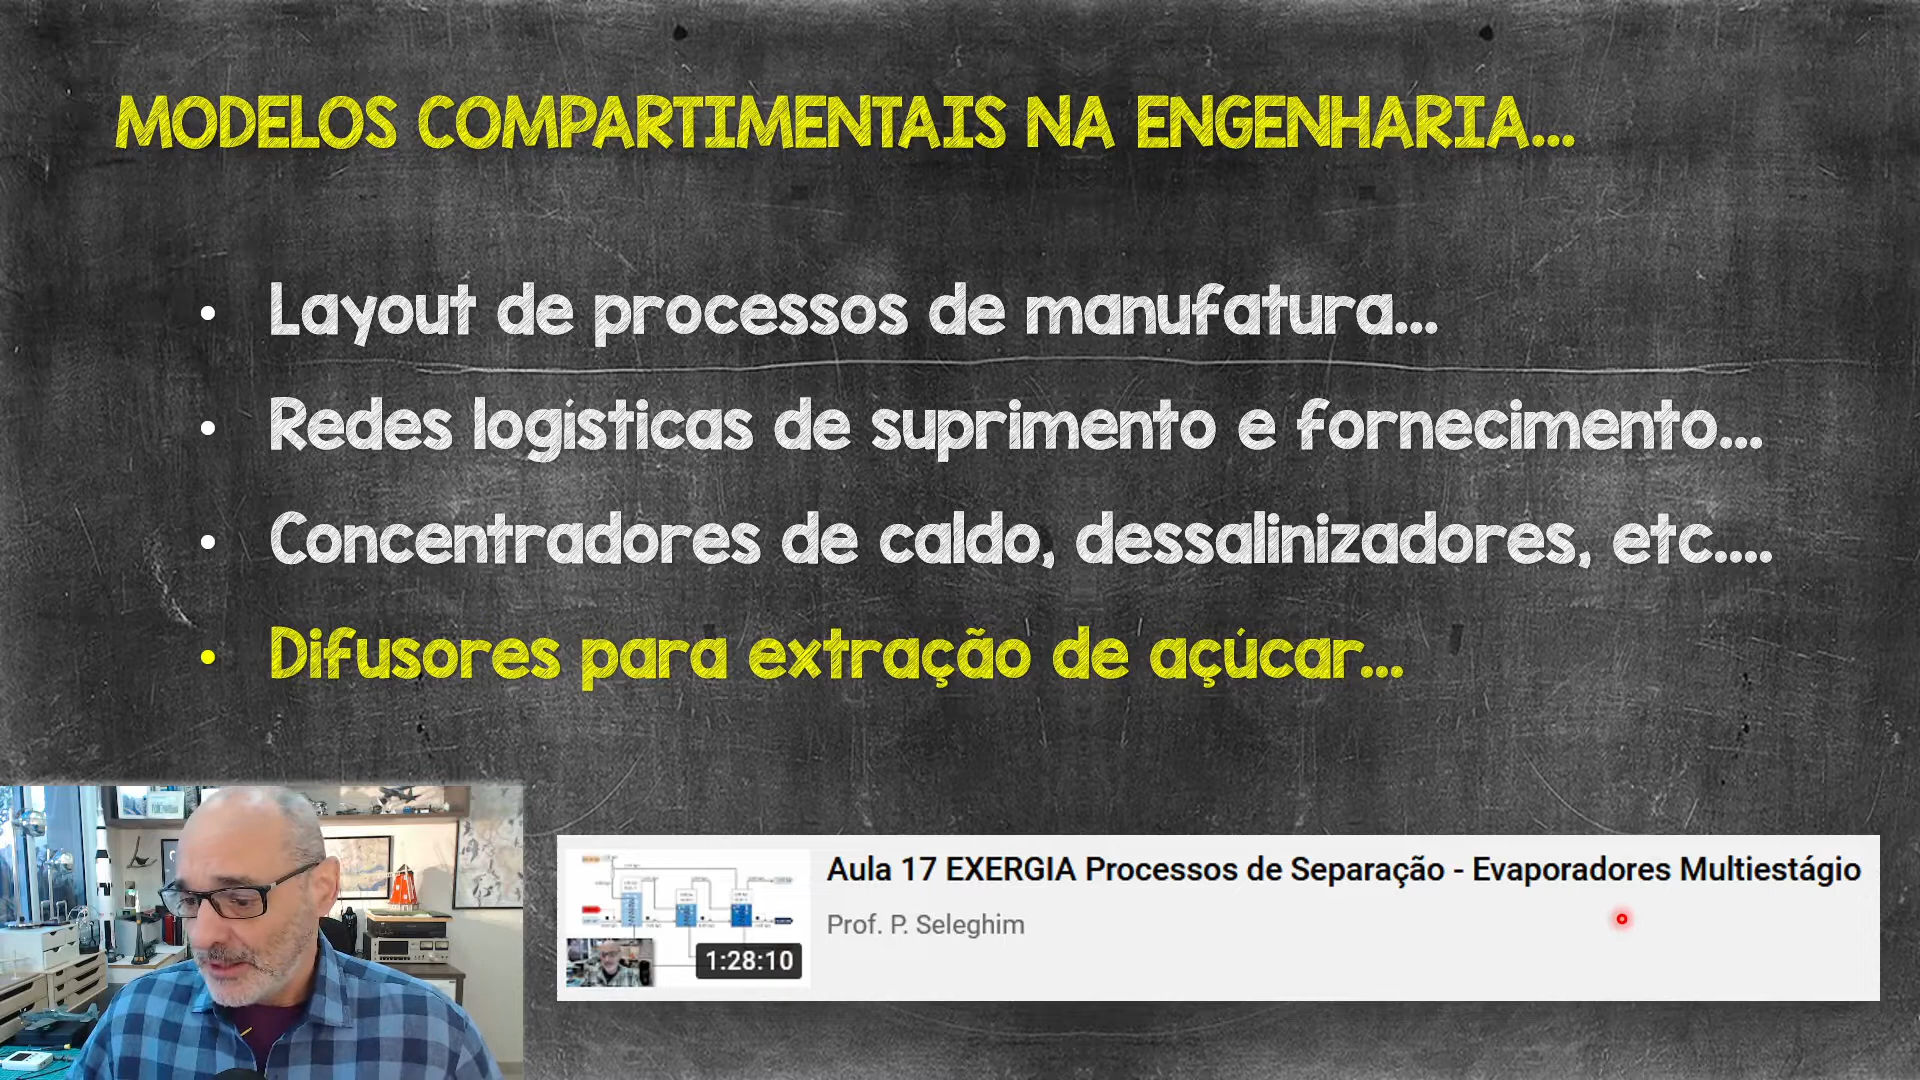 MODELOS COMPARTIMENTAIS NA ENGENHARIA...
• Layout de processos de manufatura...
• Redes logísticas de suprimento e fornecimento...
• Concentradores de caldo, dessalinizadores, etc....
• Difusores para extração de açúcar...
Aula 17 EXERGIA Processos de Separação - Evaporadores Multiestágio
Prof. P. Seleghim
1:28:10